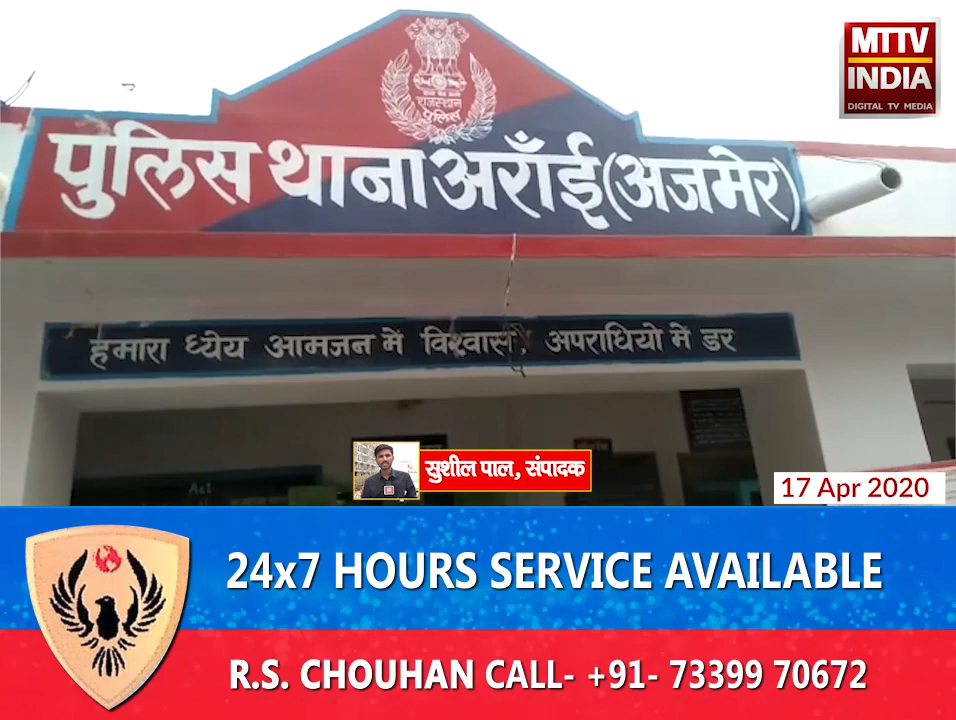 MTTV
INDIA
DIGITAL TV MEDIA
राजस्थान
पुलिस
पुलिस थाना अराँई (अजमेर)
हमारा ध्येय आमजन में विश्वास, अपराधियो में डर
सुशील पाल, संपादक
17 Apr 2020
24x7 HOURS SERVICE AVAILABLE
R.S. CHOUHAN CALL- +91- 73399 70672